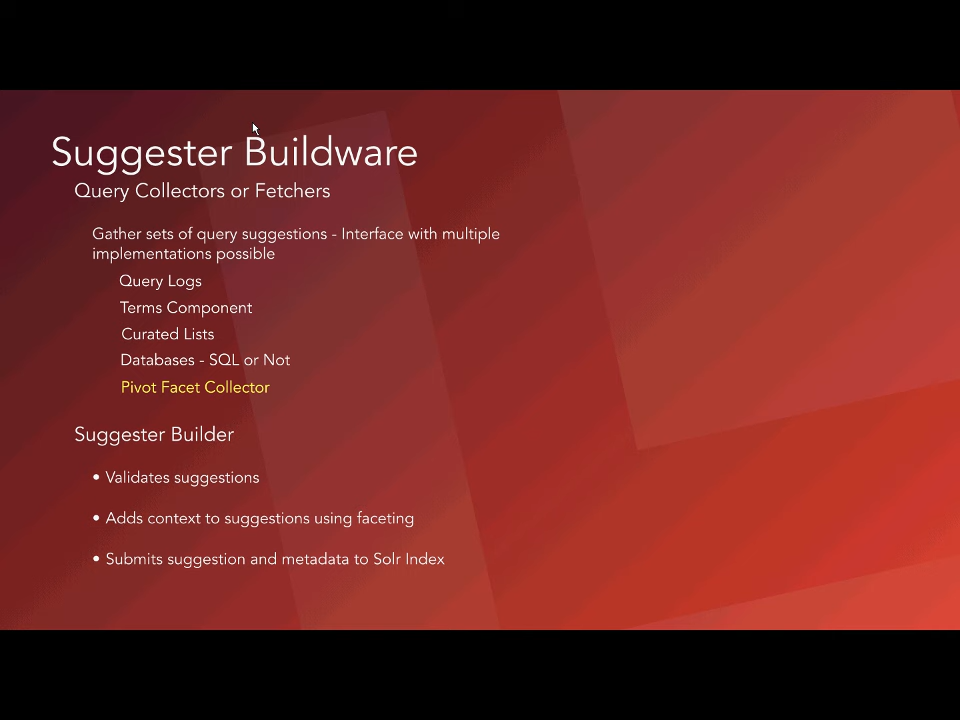 Suggester Buildware
Query Collectors or Fetchers
Gather sets of query suggestions - Interface with multiple
implementations possible
Query Logs
Terms Component
Curated Lists
Databases - SQL or Not
Pivot Facet Collector
Suggester Builder
• Validates suggestions
• Adds context to suggestions using faceting
• Submits suggestion and metadata to Solr Index